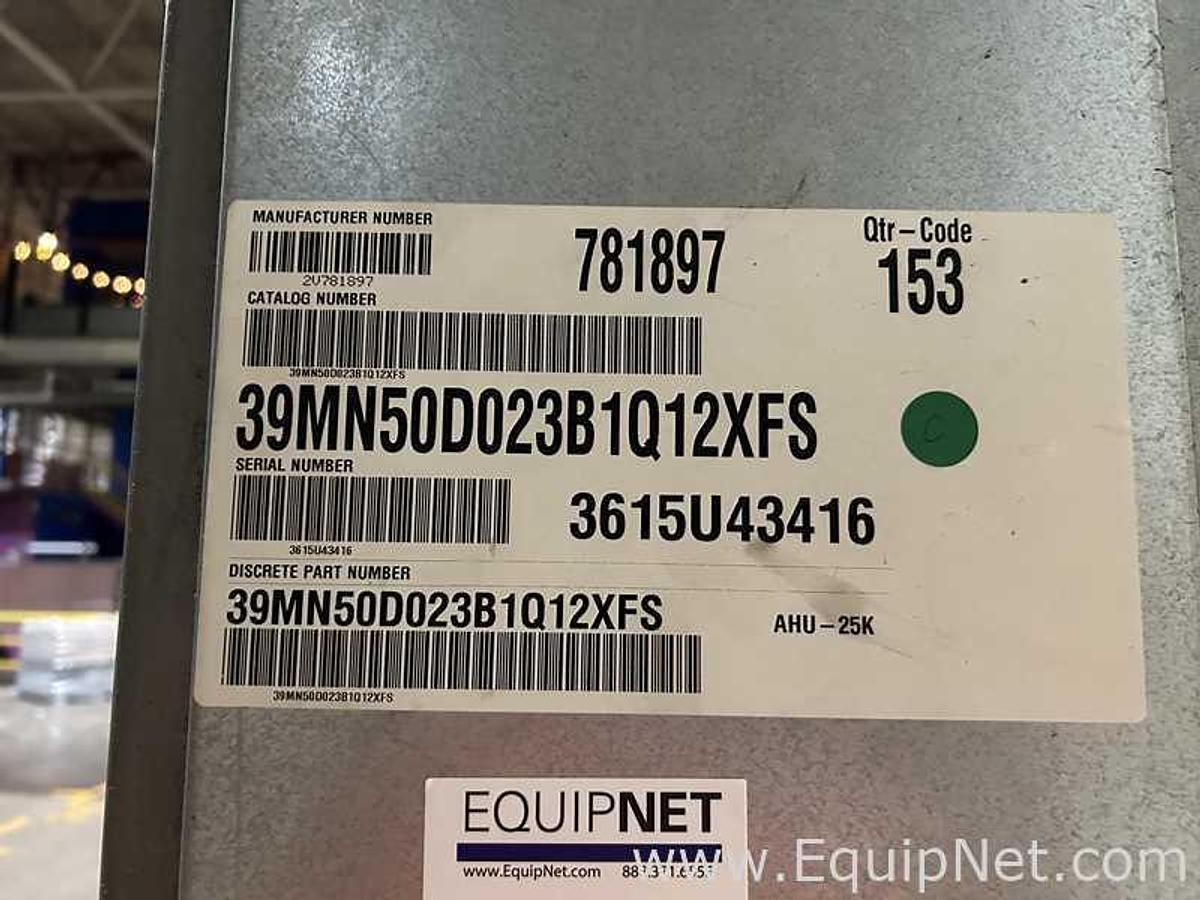 MANUFACTURER NUMBER
2V781897
781897
Qtr-Code
153
CATALOG NUMBER
39MN50D023B1Q12XFS
39MN50D023B1Q12XFS
C
SERIAL NUMBER
3615U43416
3615U43416
DISCRETE PART NUMBER
39MN50D023B1Q12XFS
AHU-25K
39MN50D023B1Q12XFS
EQUIPNET
www.EquipNet.com
www.EquipNet.com